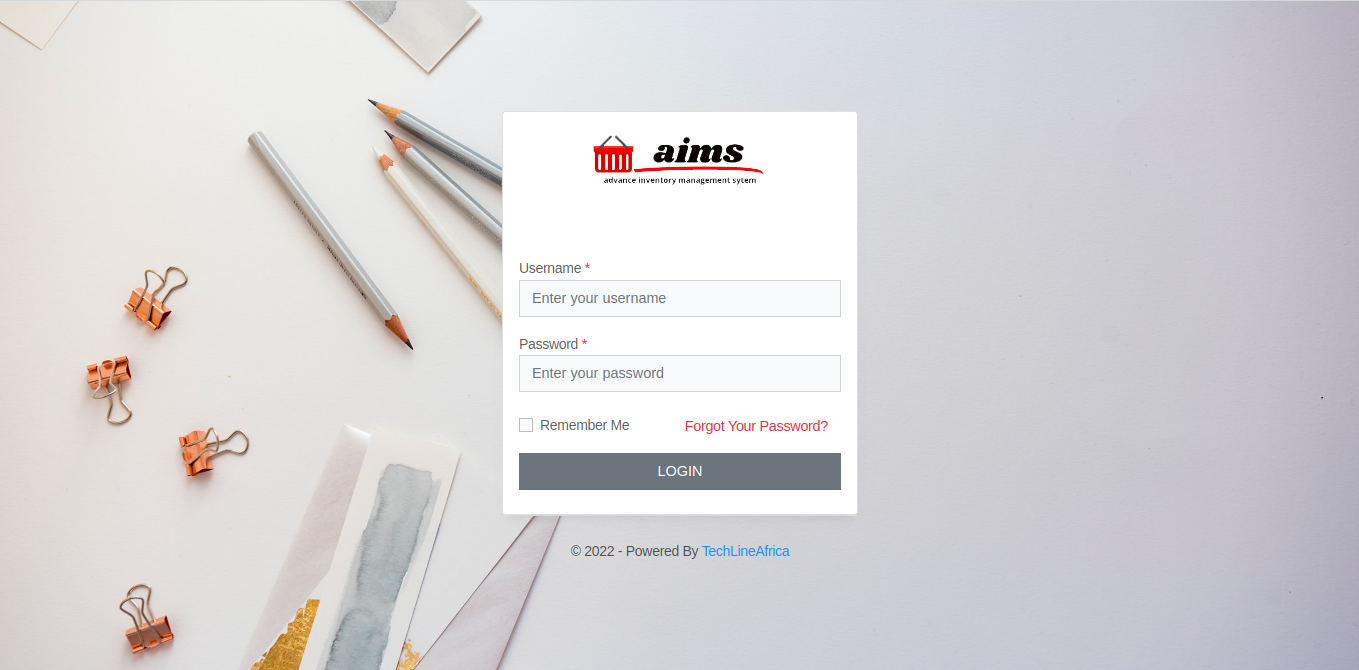 aims
advance inventory management sytem
Username *
Enter your username
Password *
Enter your password
Remember Me
Forgot Your Password?
LOGIN
© 2022 - Powered By TechLineAfrica